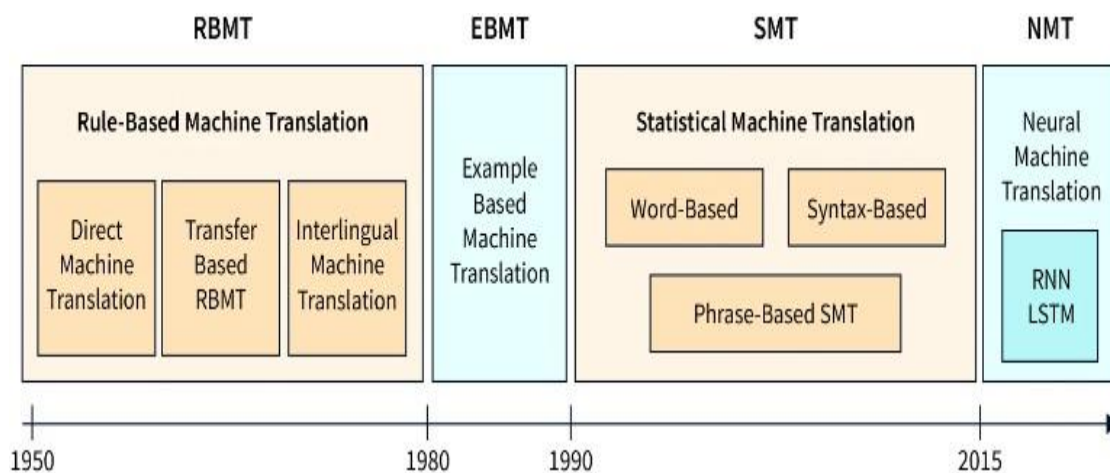 RBMT EBMT SMT NMT
Rule-Based Machine Translation
Direct
Machine
Translation
Transfer
Based
RBMT
Interlingual
Machine
Translation
Example
Based
Machine
Translation
Statistical Machine Translation
Word-Based
Syntax-Based
Phrase-Based SMT
Neural
Machine
Translation
RNN
LSTM
1950 1980 1990 2015